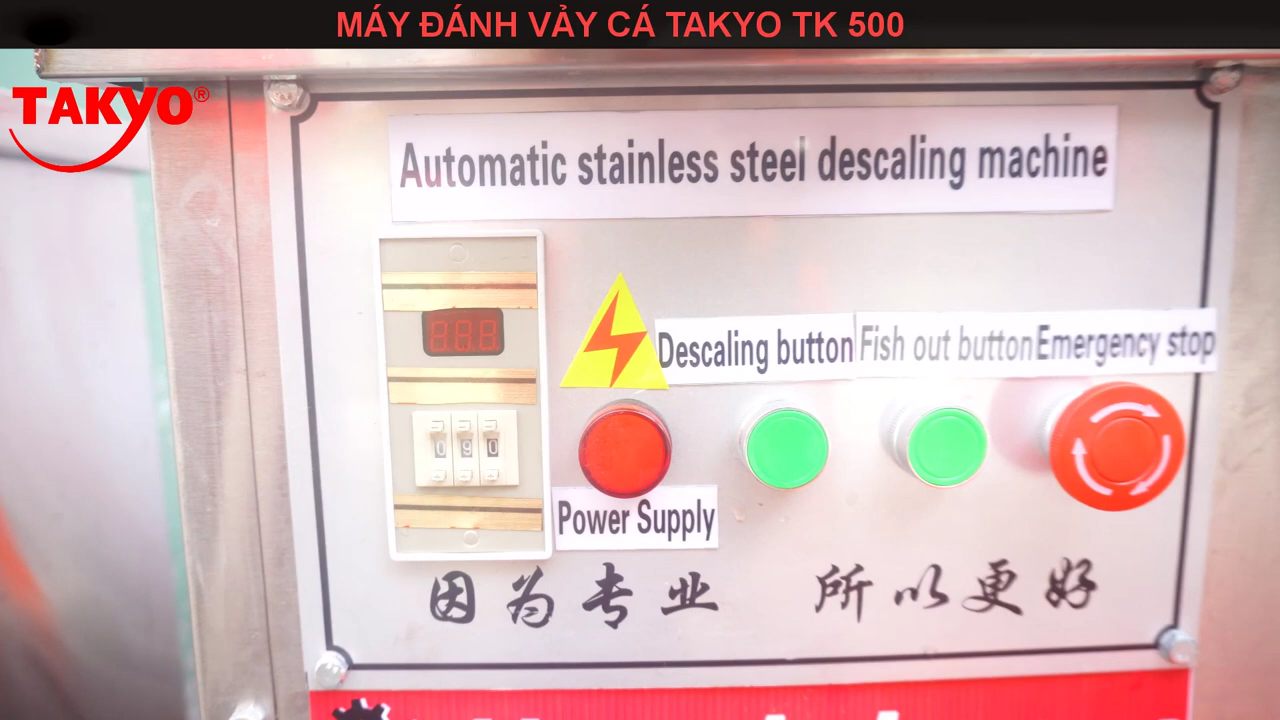 MÁY ĐÁNH VẢY CÁ TAKYO TK 500
TAKYO®
Automatic stainless steel descaling machine
888
Descaling button
Fish out button
Emergency stop
090
Power Supply
因为专业 所以更好